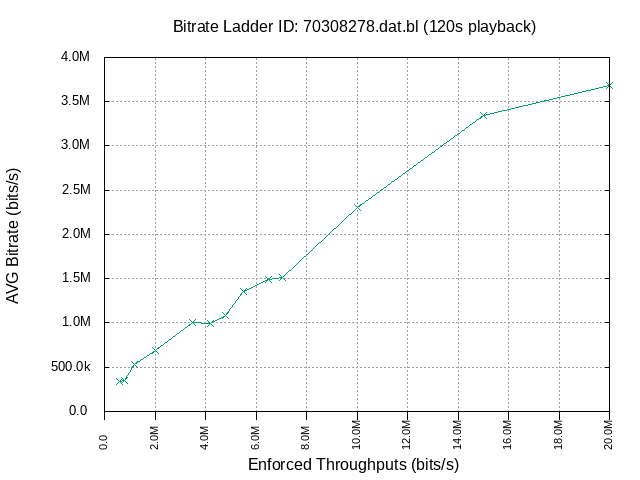 Bitrate Ladder ID: 70308278.dat.bl (120s playback)
4.0M
3.5M
3.0M
2.5M
2.0M
1.5M
1.0M
500.0k
0.0
AVG Bitrate (bits/s)
0.0 2.0M 4.0M 6.0M 8.0M 10.0M 12.0M 14.0M 16.0M 18.0M 20.0M
Enforced Throughputs (bits/s)